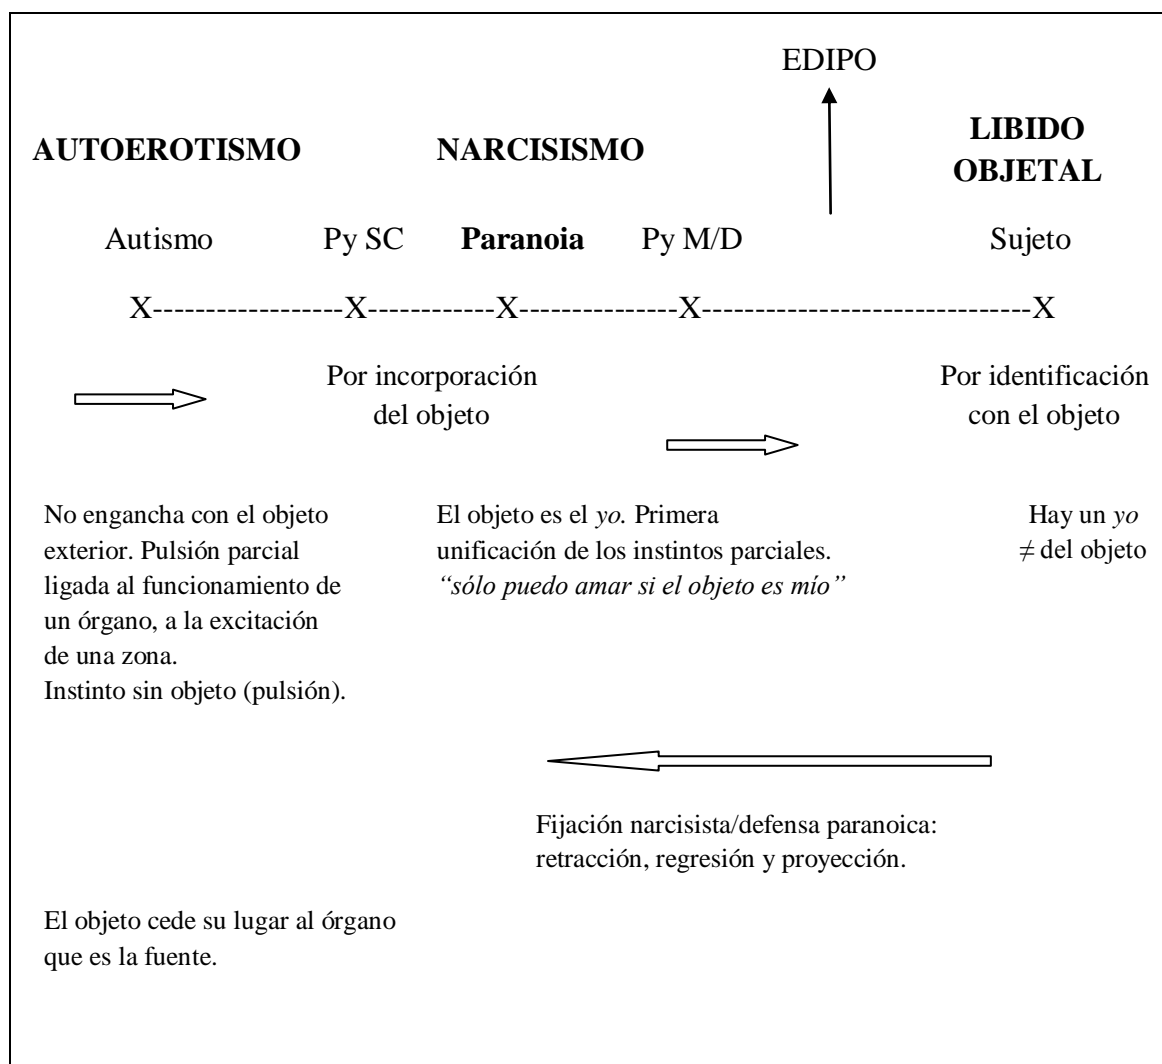 EDIPO
AUTOEROTISMO
NARCISISMO
LIBIDO
OBJETAL
Autismo
Py SC
Paranoia
Py M/D
Sujeto
X------------------X------------X---------------X-------------------------------X
Por incorporación
del objeto
Por identificación
con el objeto
No engancha con el objeto
exterior. Pulsión parcial
ligada al funcionamiento de
un órgano, a la excitación
de una zona.
Instinto sin objeto (pulsión).
El objeto es el yo. Primera
unificación de los instintos parciales.
“sólo puedo amar si el objeto es mío”
Hay un yo
≠ del objeto
Fijación narcisista/defensa paranoica:
retracción, regresión y proyección.
El objeto cede su lugar al órgano
que es la fuente.